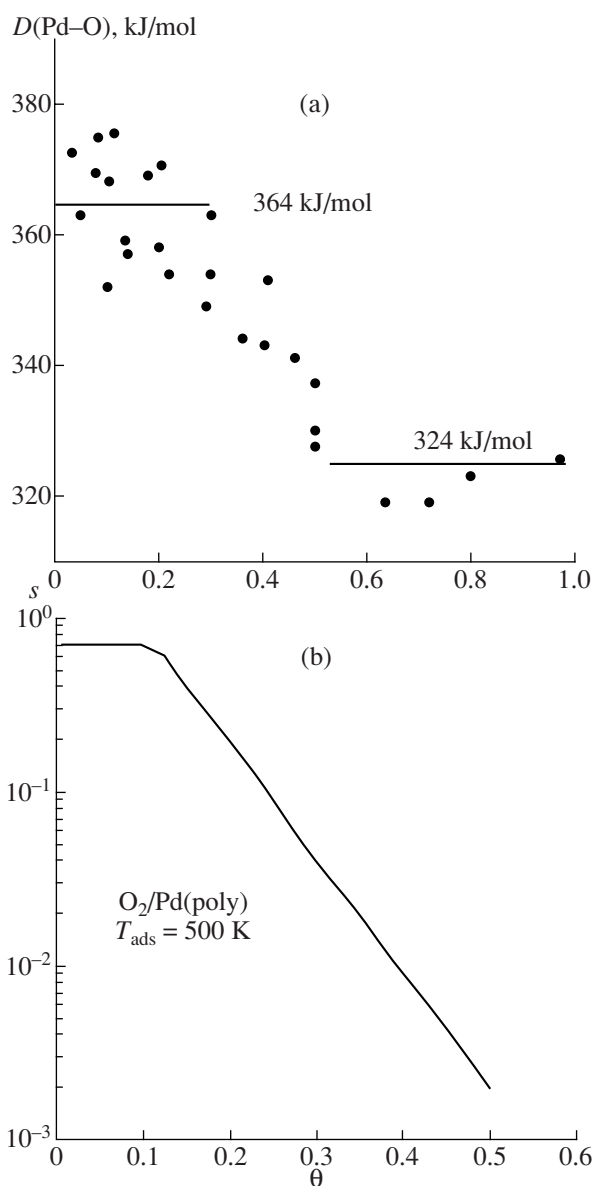 D(Pd–O), kJ/mol
380
(a)
364 kJ/mol
360
340
324 kJ/mol
320
0 0.2 0.4 0.6 0.8 1.0
s
10⁰
(b)
10⁻¹
O₂/Pd(poly)
T_ads = 500 K
10⁻²
10⁻³
0 0.1 0.2 0.3 0.4 0.5 0.6
θ